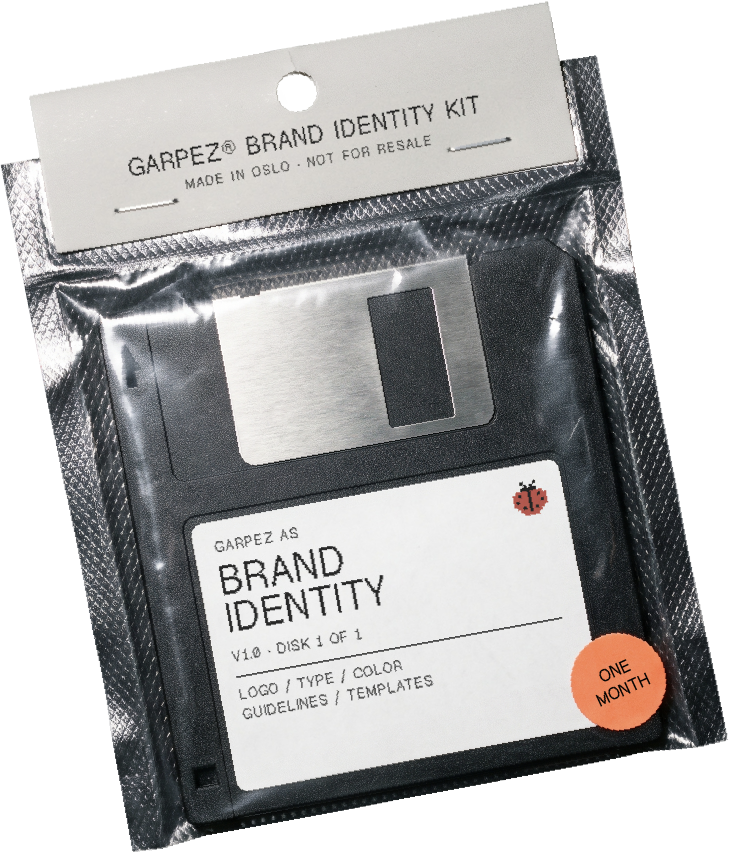 GARPEZ® BRAND IDENTITY KIT
MADE IN OSLO · NOT FOR RESALE
GARPEZ AS
BRAND
IDENTITY
V1.0 · DISK 1 OF 1
LOGO / TYPE / COLOR
GUIDELINES / TEMPLATES
ONE
MONTH